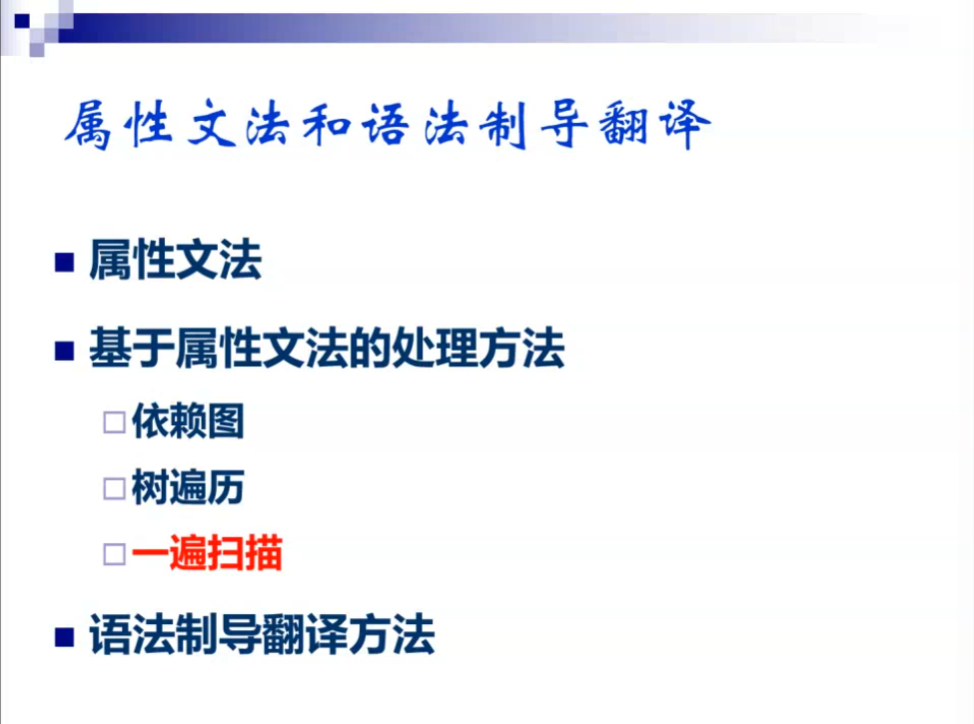 属性文法和语法制导翻译
属性文法
基于属性文法的处理方法
依赖图
树遍历
一遍扫描
语法制导翻译方法